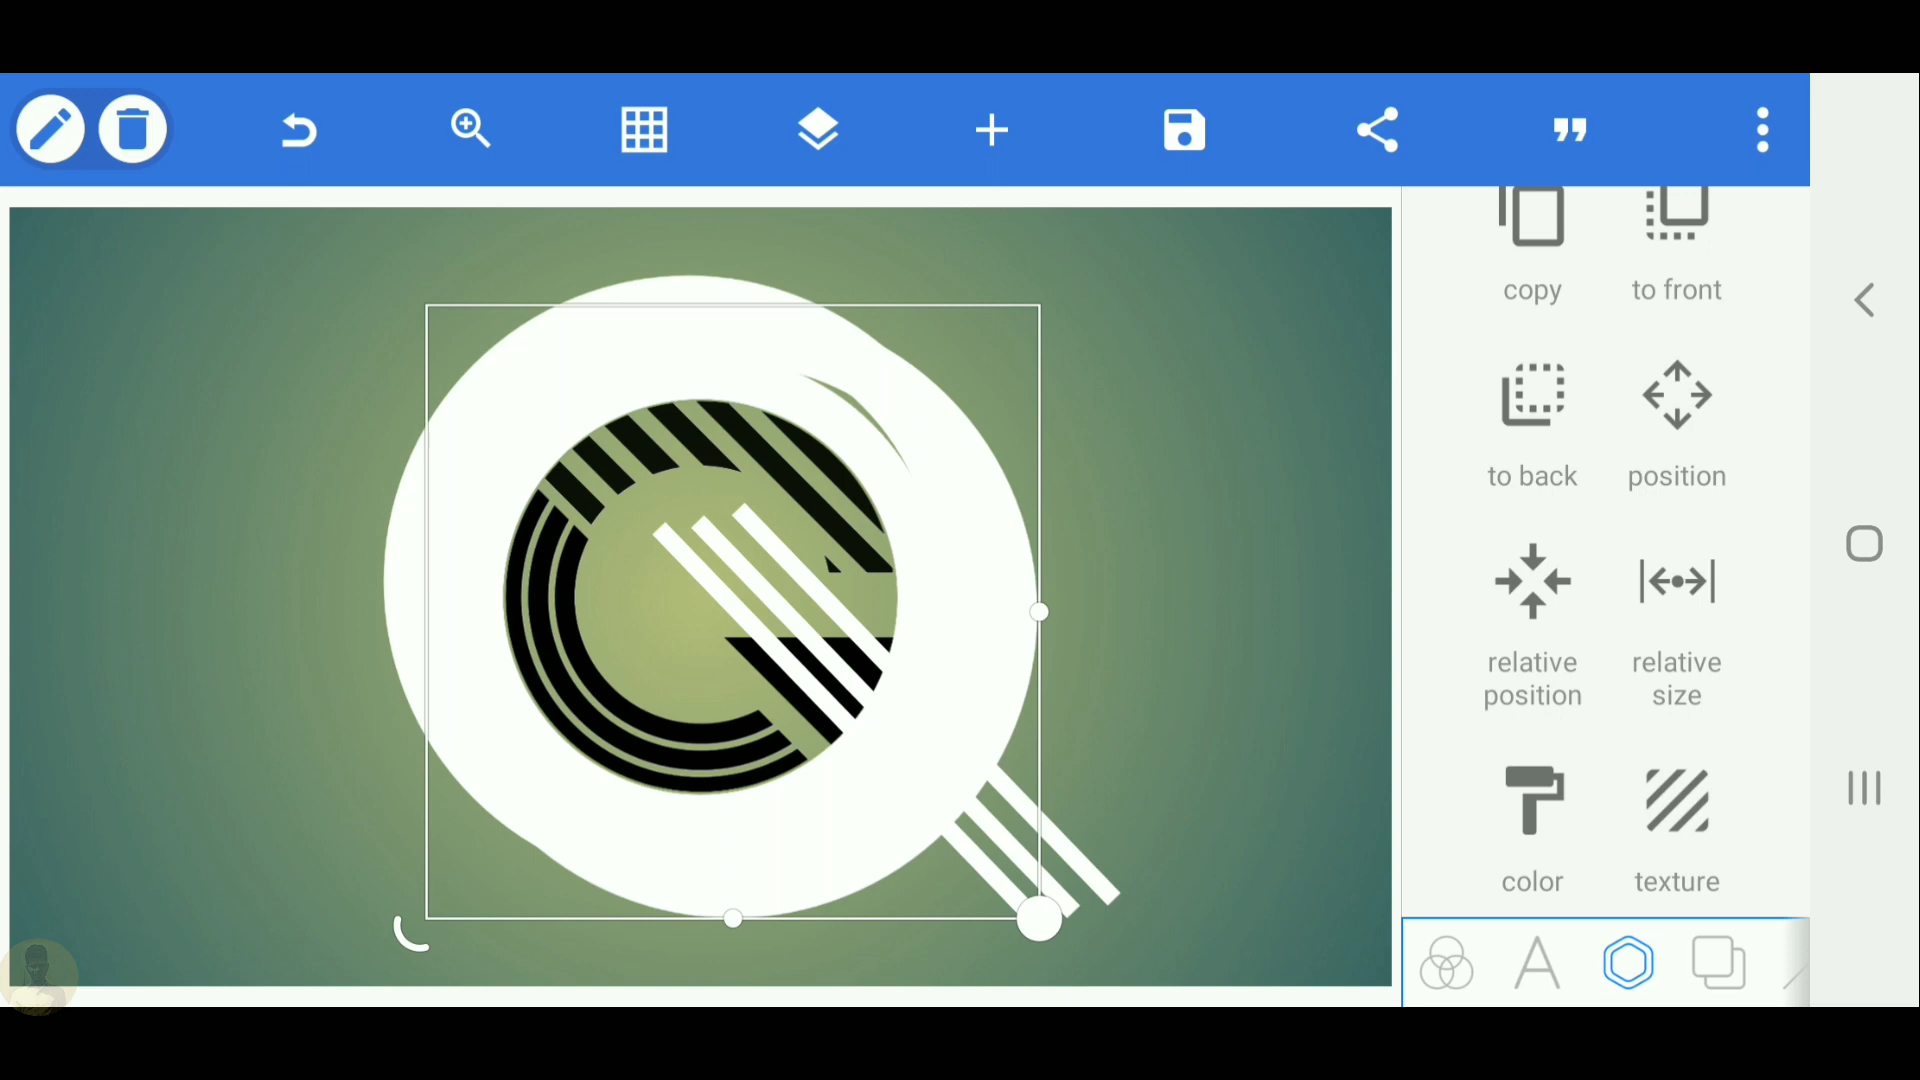 copy
to front
to back
position
relative
position
relative
size
color
texture